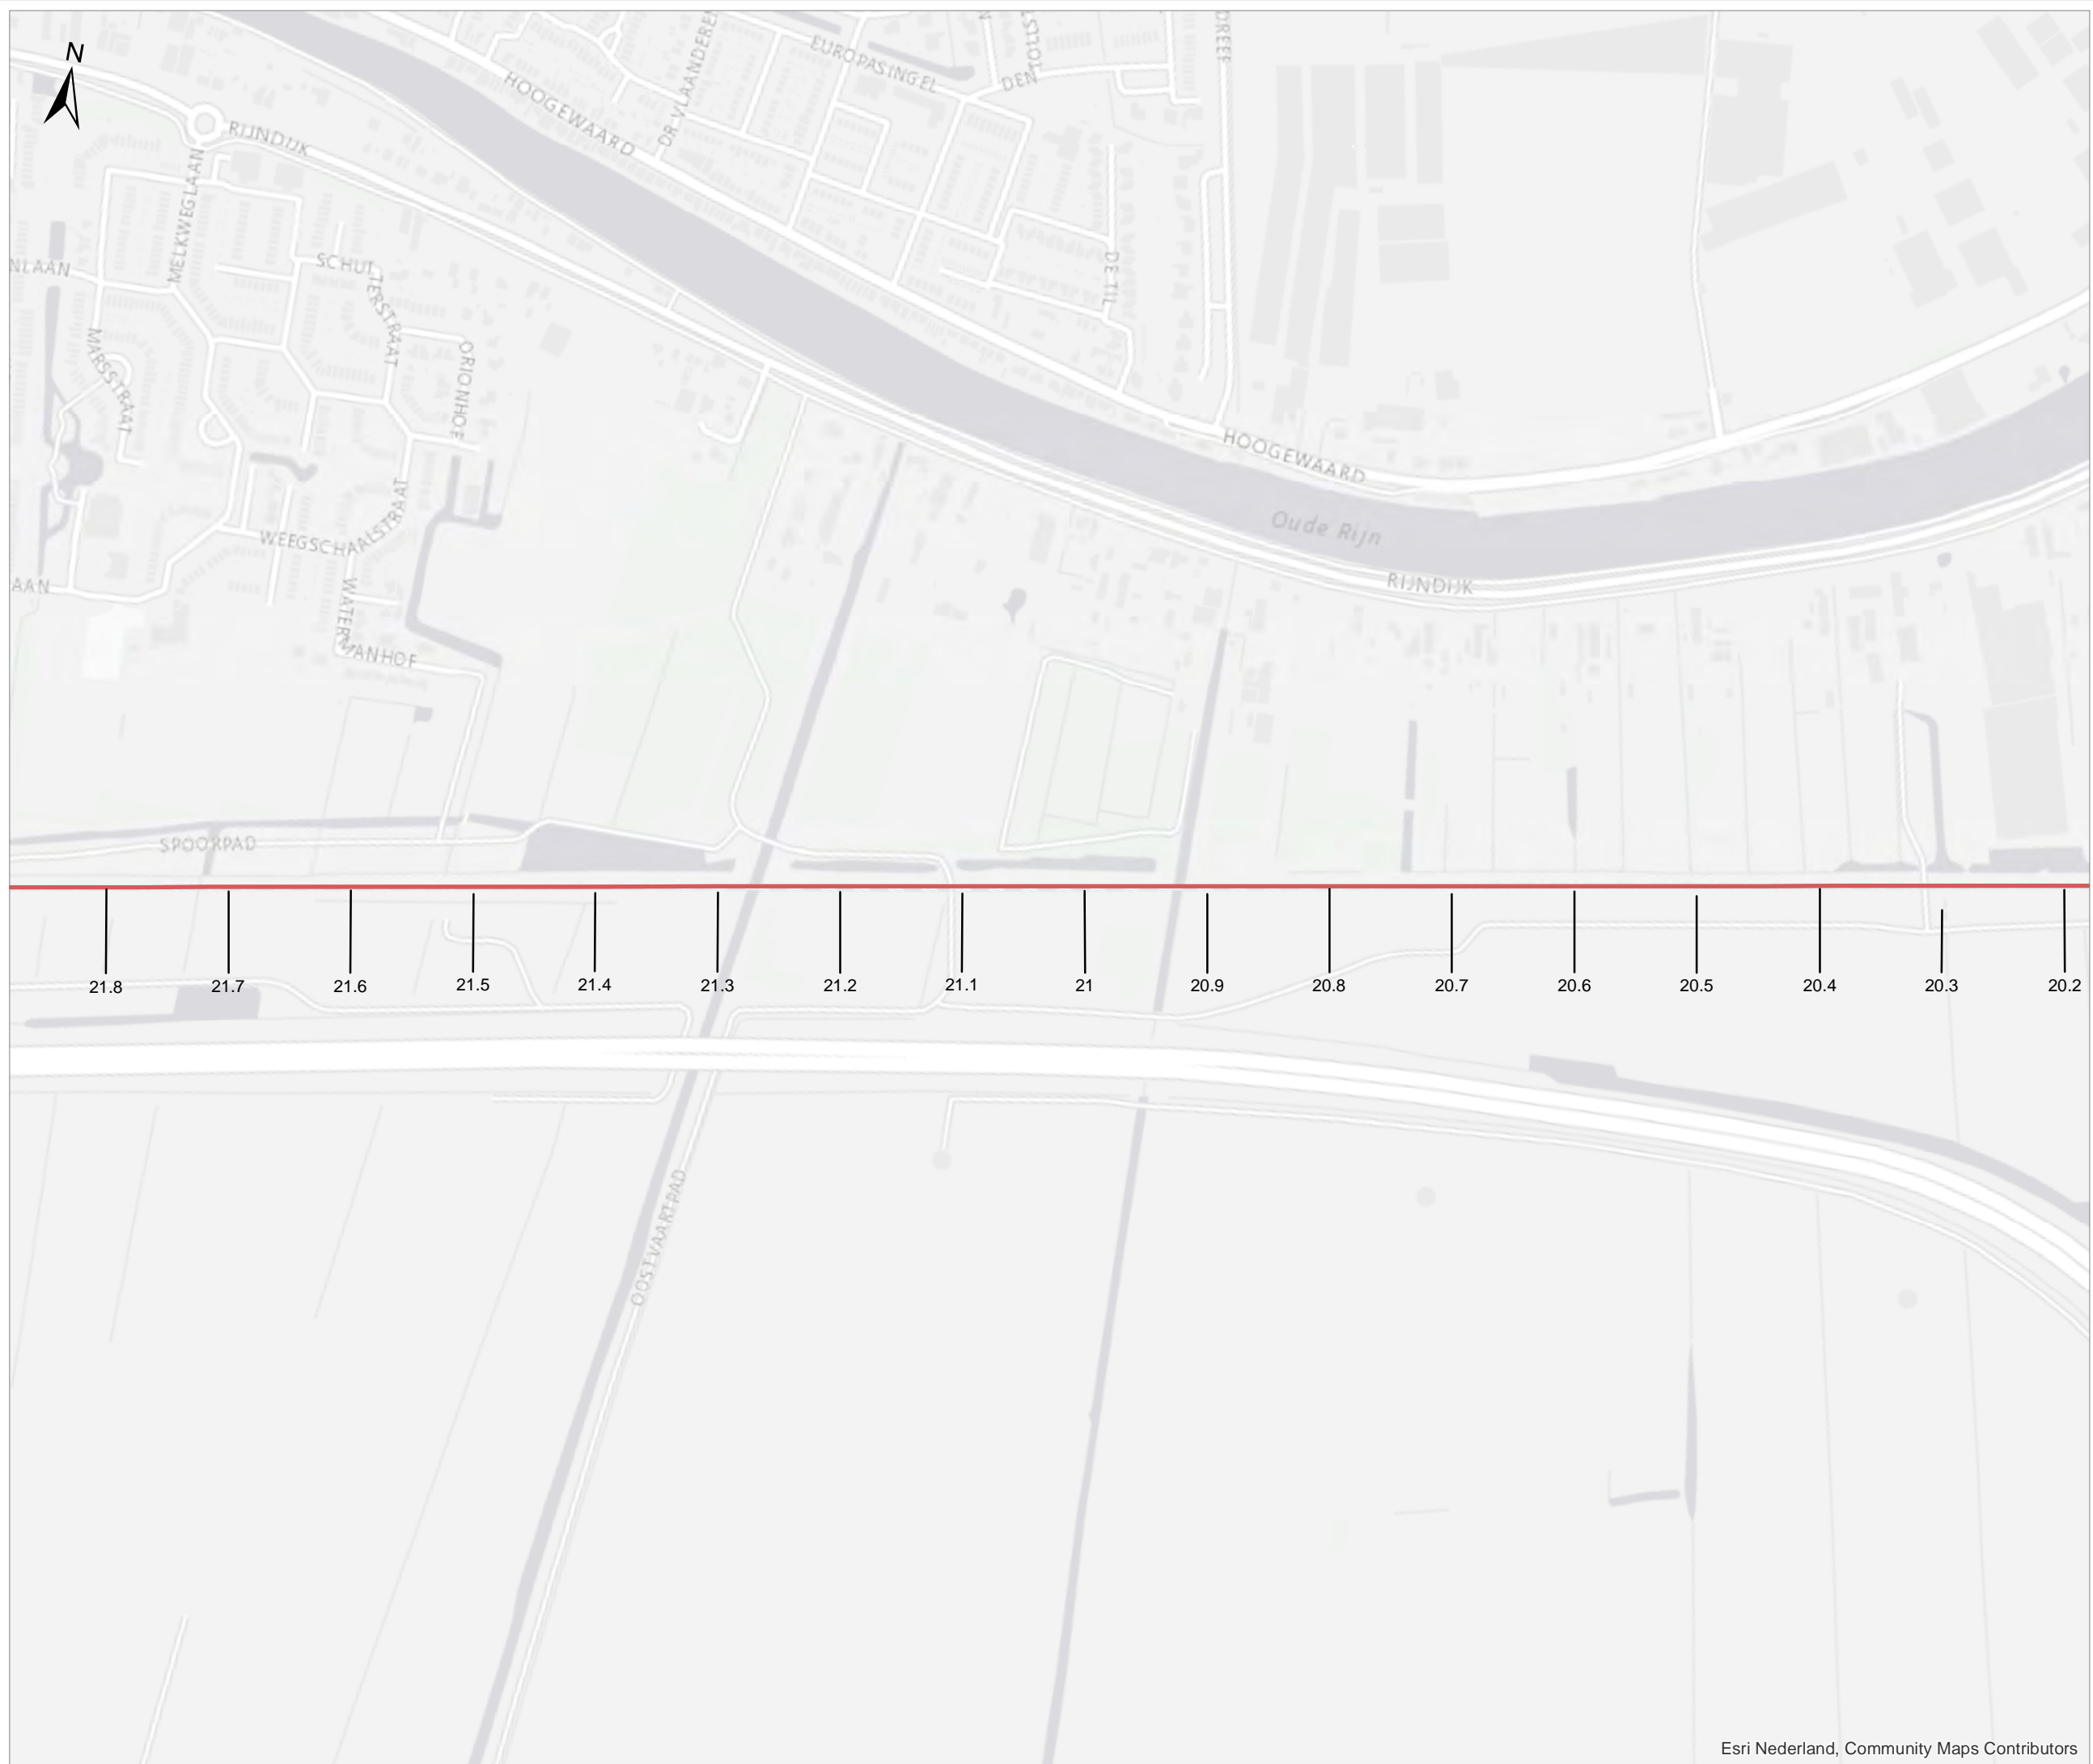 N
EUROPASINGEL
DEN
DR VLAANDEREN
DREEF
HOOGEWAARD
RIJNDIJK
MELKWEGLAAN
NLAAN
SCHUTTERSTRAAT
DE TIL
MARSSTRAAT
ORIONHOF
HOOGEWAARD
Oude Rijn
RIJNDIJK
WEEGSCHAALSTRAAT
AAN
WATERMANHOF
SPOORPAD
21.8 21.7 21.6 21.5 21.4 21.3 21.2 21.1 21 20.9 20.8 20.7 20.6 20.5 20.4 20.3 20.2
OOSTVAARTPAD
Esri Nederland, Community Maps Contributors